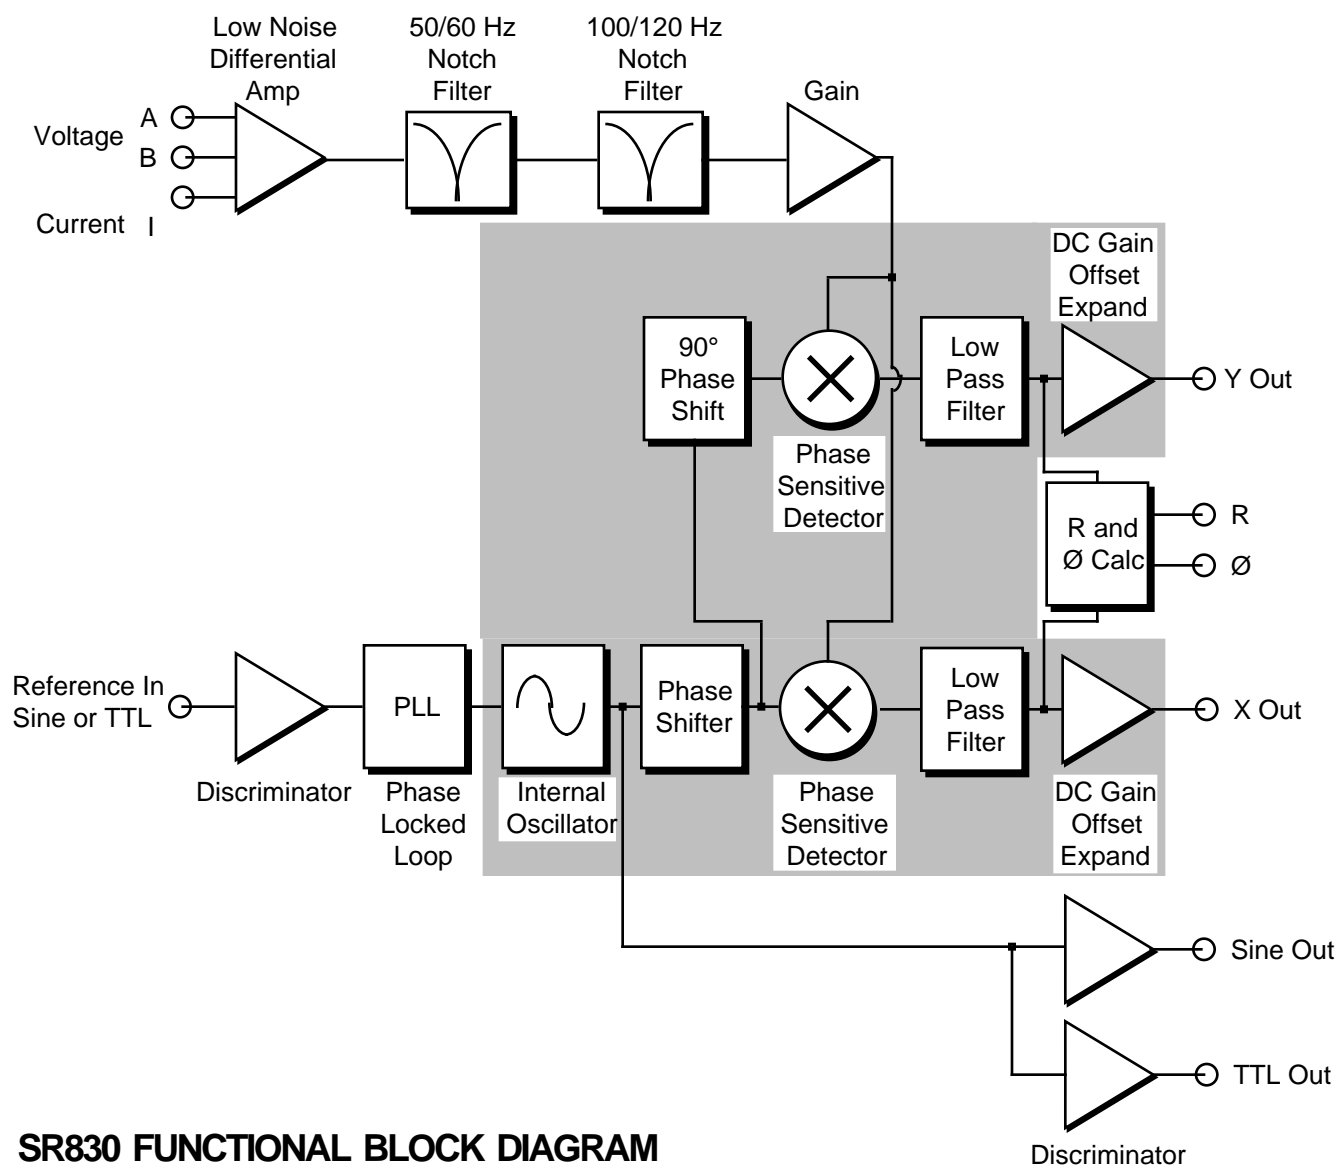 Low Noise
Differential
Amp
50/60 Hz
Notch
Filter
100/120 Hz
Notch
Filter
Gain
Voltage
A
B
Current
I
DC Gain
Offset
Expand
90°
Phase
Shift
Low
Pass
Filter
Y Out
Phase
Sensitive
Detector
R and
Ø Calc
R
Ø
Reference In
Sine or TTL
Discriminator
PLL
Phase
Locked
Loop
Internal
Oscillator
Phase
Shifter
Phase
Sensitive
Detector
Low
Pass
Filter
X Out
DC Gain
Offset
Expand
Sine Out
TTL Out
Discriminator
SR830 FUNCTIONAL BLOCK DIAGRAM